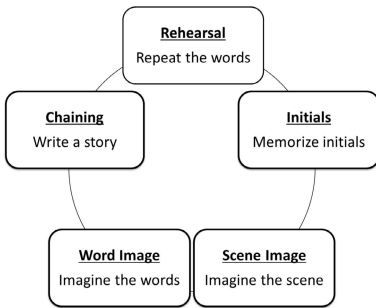 Rehearsal
Repeat the words
Chaining
Write a story
Initials
Memorize initials
Word Image
Imagine the words
Scene Image
Imagine the scene